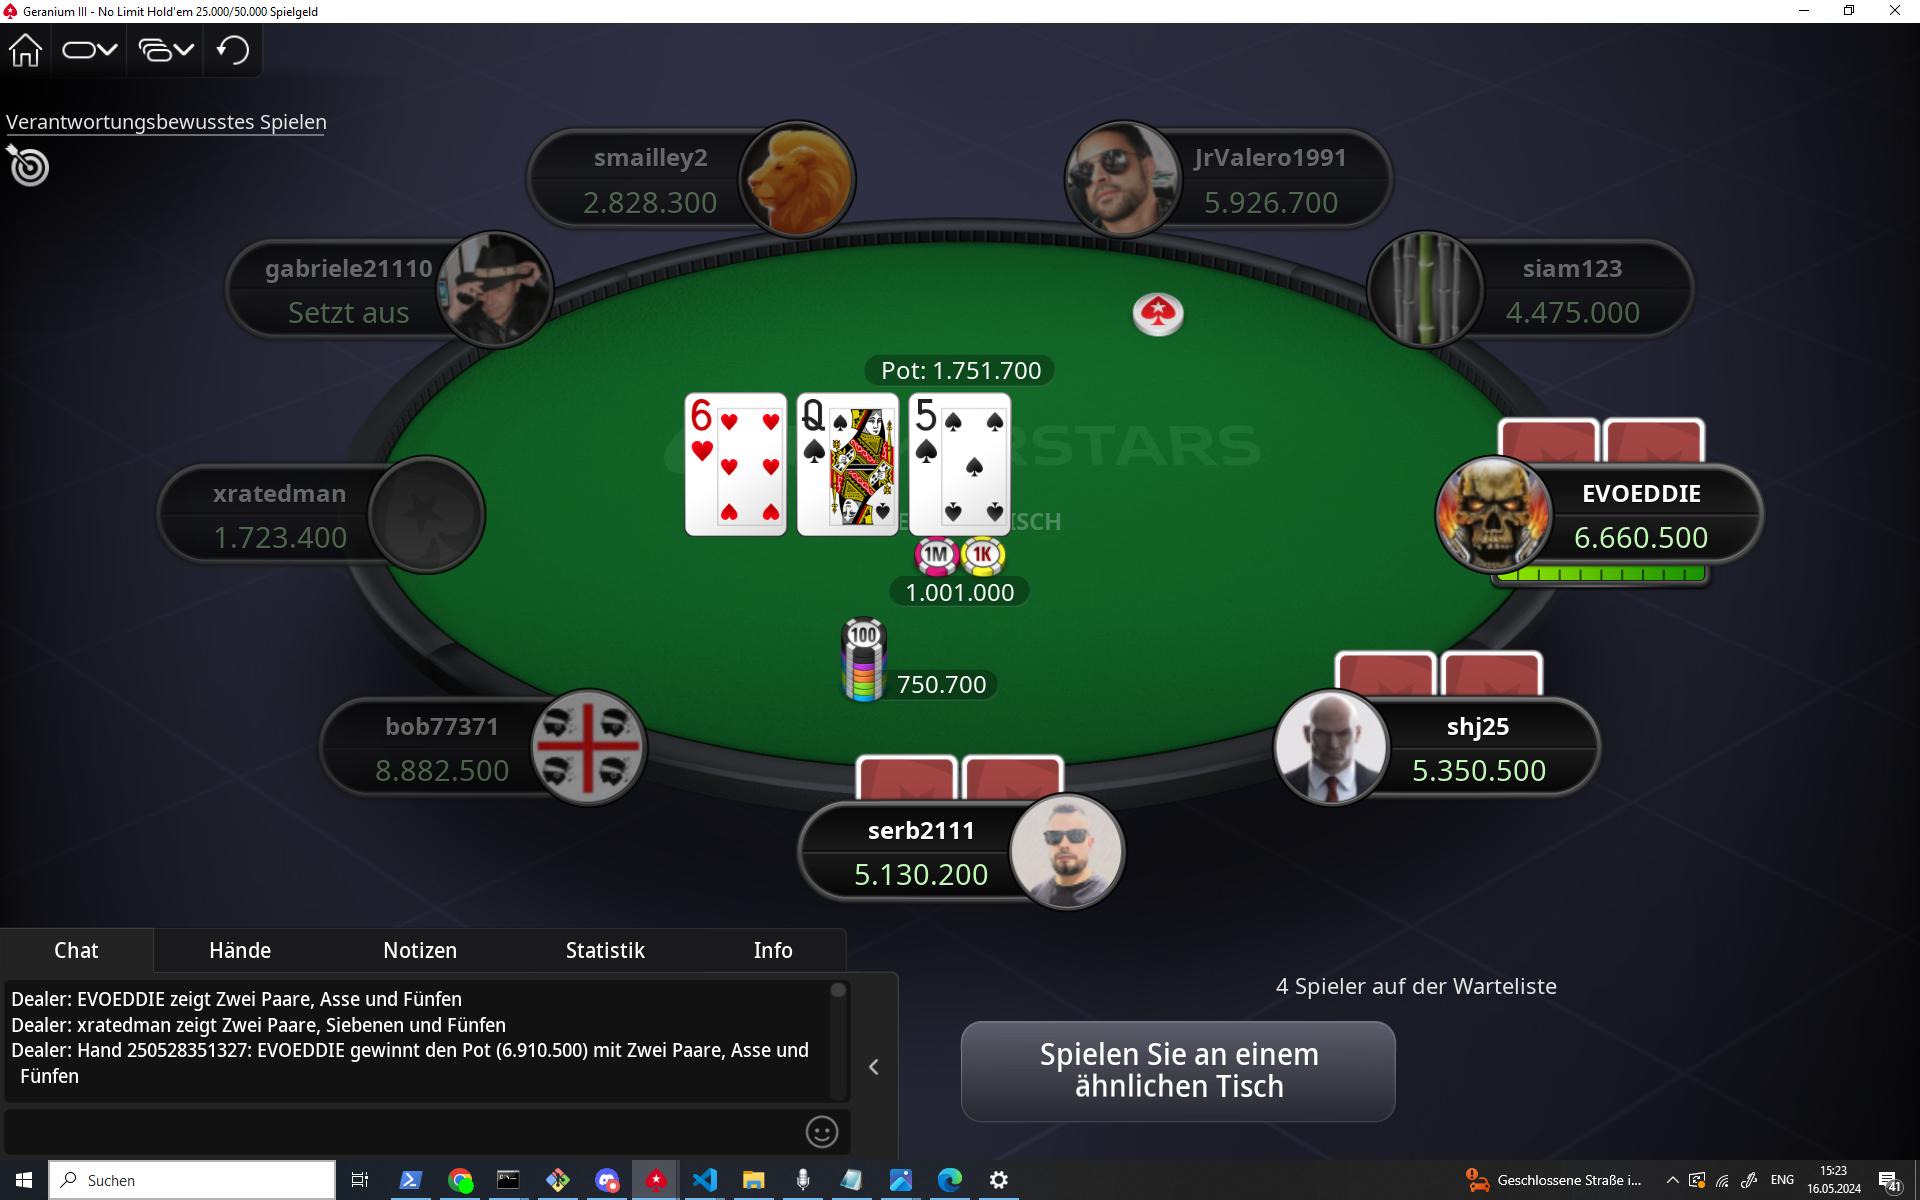 Geranium III - No Limit Hold'em 25.000/50.000 Spielgeld
Verantwortungsbewusstes Spielen
smailley2
2.828.300
JrValero1991
5.926.700
gabriele21110
Setzt aus
siam123
4.475.000
Pot: 1.751.700
6
Q
5
xratedman
1.723.400
EVOEDDIE
6.660.500
1M
1K
1.001.000
100
750.700
bob77371
8.882.500
shj25
5.350.500
serb2111
5.130.200
Chat
Hände
Notizen
Statistik
Info
Dealer: EVOEDDIE zeigt Zwei Paare, Asse und Fünfen
Dealer: xratedman zeigt Zwei Paare, Siebenen und Fünfen
Dealer: Hand 250528351327: EVOEDDIE gewinnt den Pot (6.910.500) mit Zwei Paare, Asse und
Fünfen
4 Spieler auf der Warteliste
Spielen Sie an einem
ähnlichen Tisch
Suchen
Geschlossene Straße i...
ENG
15:23
16.05.2024
41